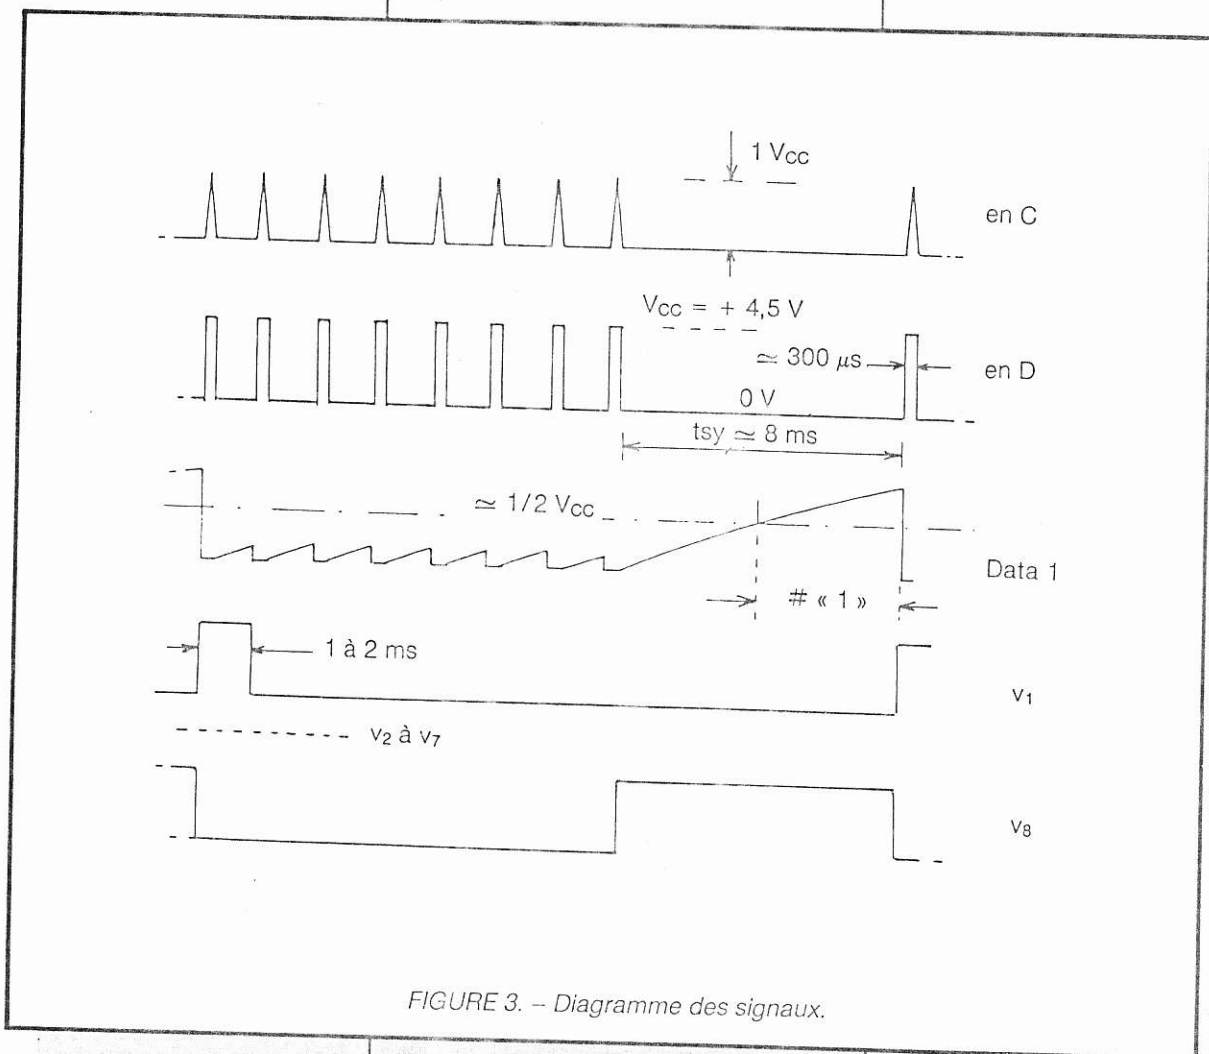 1 Vcc
en C
Vcc = + 4,5 V
≃ 300 µs
en D
0 V
tsy ≃ 8 ms
≃ 1/2 Vcc
Data 1
# « 1 »
1 à 2 ms
v1
v2 à v7
v8
FIGURE 3. – Diagramme des signaux.